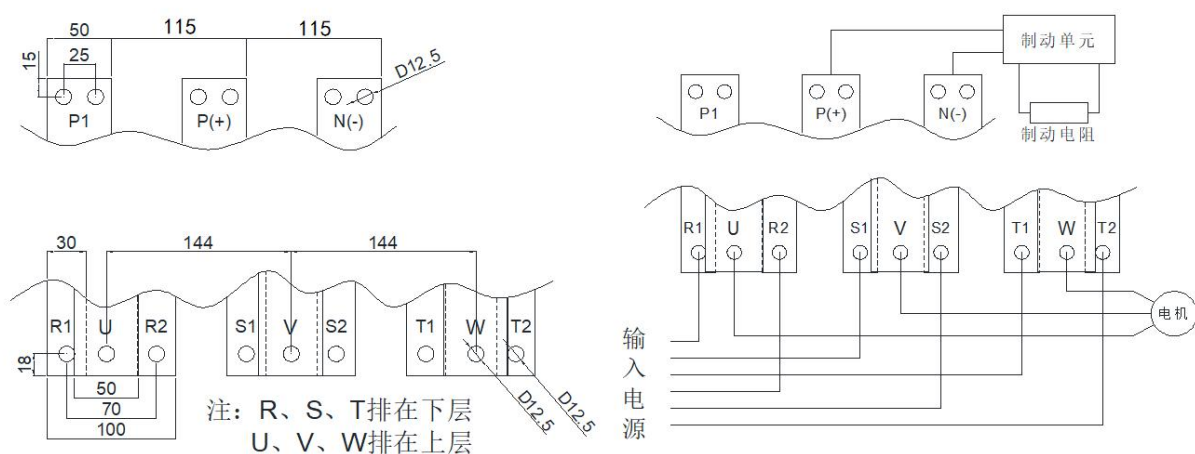 50
115
115
25
15
D12.5
P1
P(+)
N(-)
制动单元
P1
P(+)
N(-)
制动电阻
30
144
144
R1
U
R2
S1
V
S2
T1
W
T2
18
50
70
100
D12.5
D12.5
注：R、S、T排在下层
U、V、W排在上层
R1
U
R2
S1
V
S2
T1
W
T2
电机
输
入
电
源